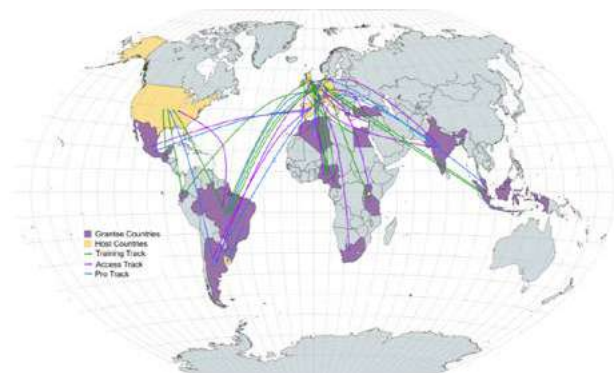 Grantee Countries
Host Countries
Training Track
Access Track
Pro Track